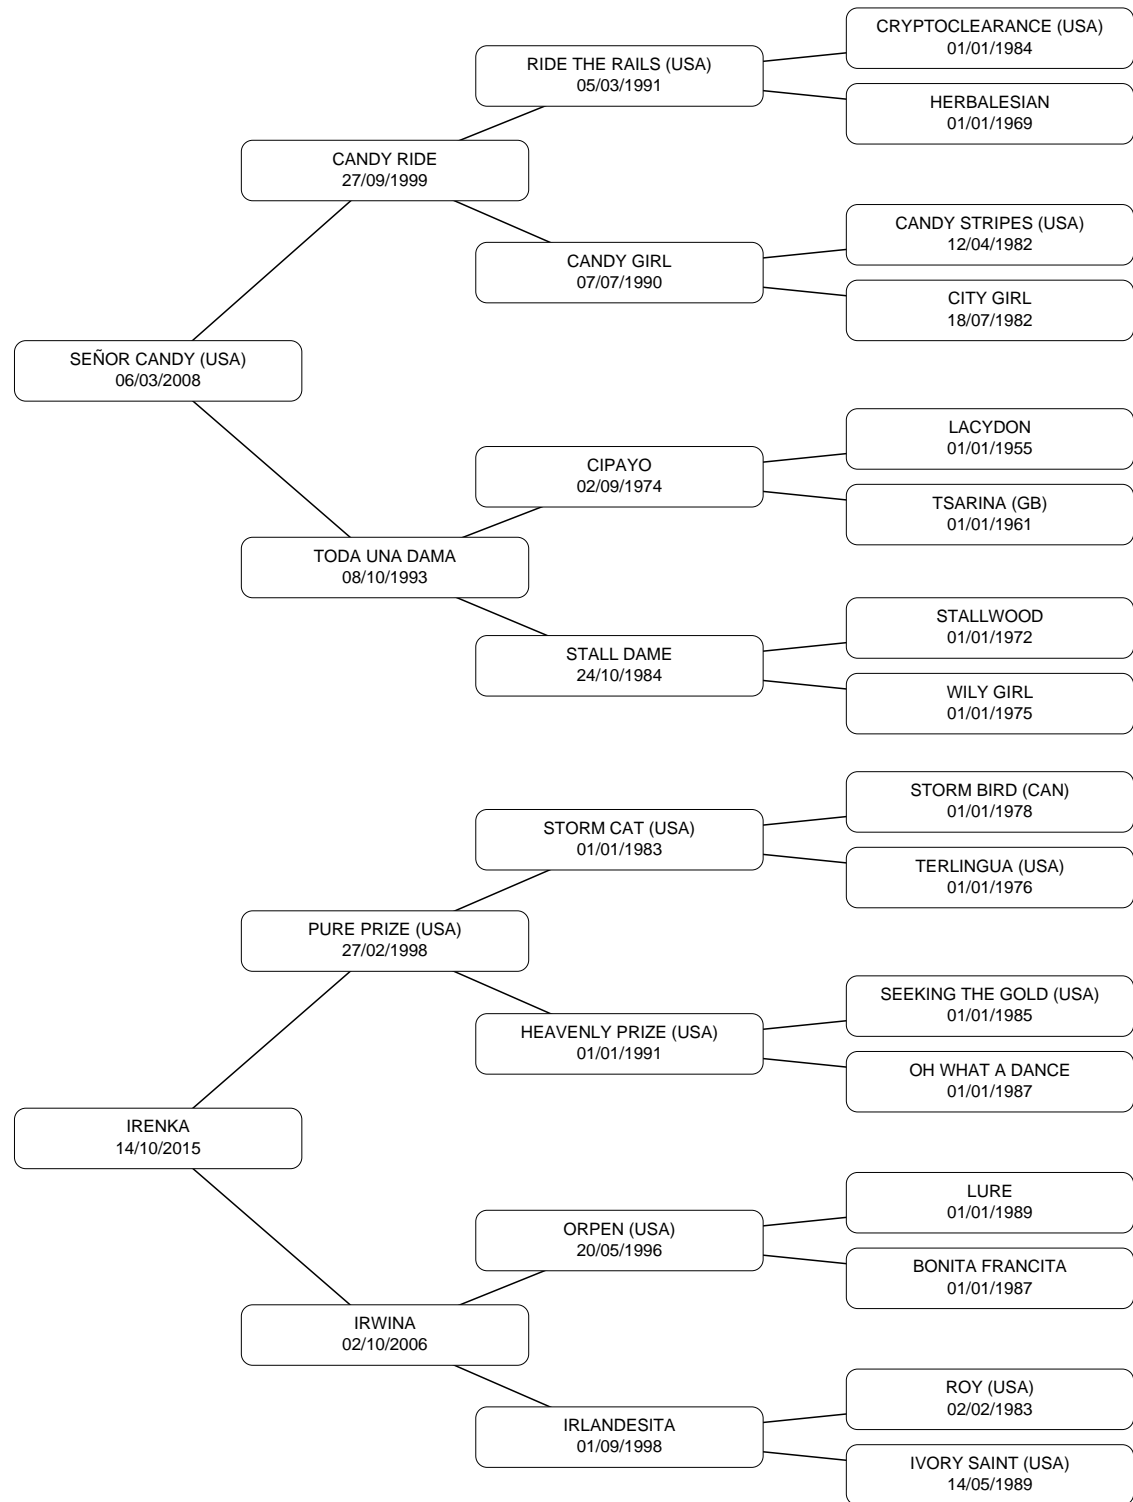 CRYPTOCLEARANCE (USA)
01/01/1984
RIDE THE RAILS (USA)
05/03/1991
HERBALESIAN
01/01/1969
CANDY RIDE
27/09/1999
CANDY STRIPES (USA)
12/04/1982
CANDY GIRL
07/07/1990
CITY GIRL
18/07/1982
SEÑOR CANDY (USA)
06/03/2008
LACYDON
01/01/1955
CIPAYO
02/09/1974
TSARINA (GB)
01/01/1961
TODA UNA DAMA
08/10/1993
STALLWOOD
01/01/1972
STALL DAME
24/10/1984
WILY GIRL
01/01/1975
STORM BIRD (CAN)
01/01/1978
STORM CAT (USA)
01/01/1983
TERLINGUA (USA)
01/01/1976
PURE PRIZE (USA)
27/02/1998
SEEKING THE GOLD (USA)
01/01/1985
HEAVENLY PRIZE (USA)
01/01/1991
OH WHAT A DANCE
01/01/1987
IRENKA
14/10/2015
LURE
01/01/1989
ORPEN (USA)
20/05/1996
BONITA FRANCITA
01/01/1987
IRWINA
02/10/2006
ROY (USA)
02/02/1983
IRLANDESITA
01/09/1998
IVORY SAINT (USA)
14/05/1989